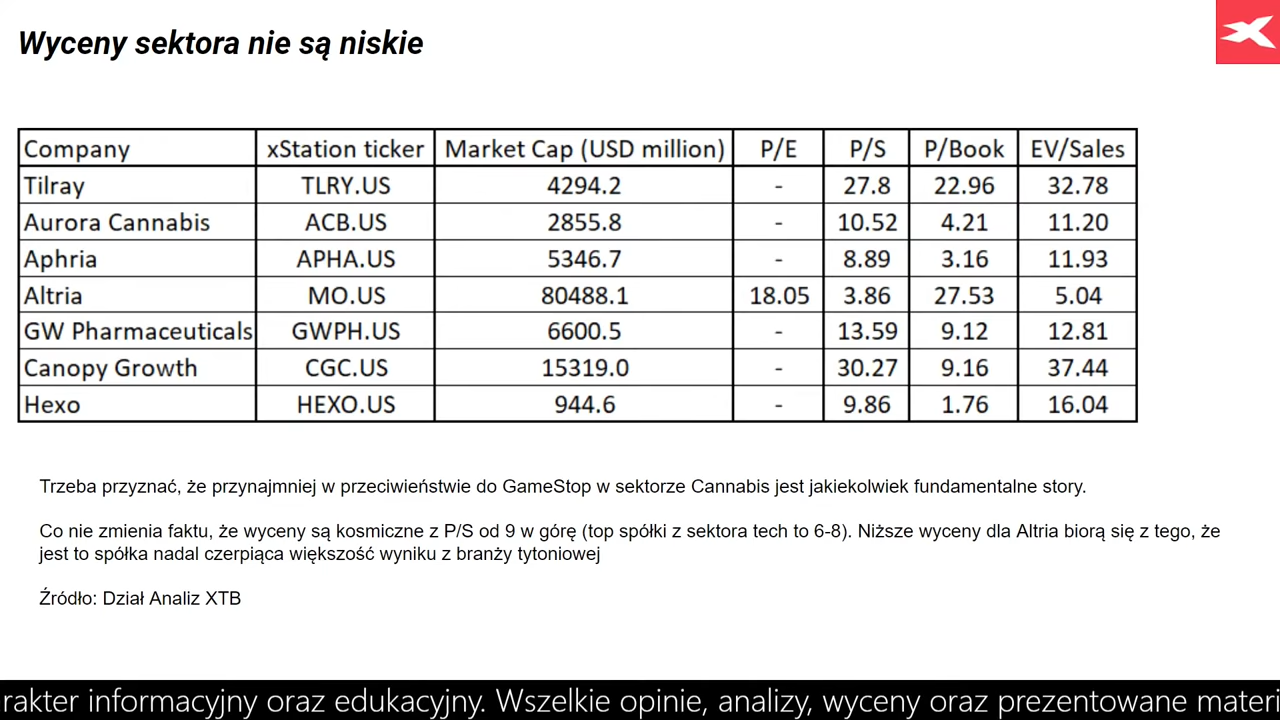 Wyceny sektora nie są niskie
Company xStation ticker Market Cap (USD million) P/E P/S P/Book EV/Sales
Tilray TLRY.US 4294.2 - 27.8 22.96 32.78
Aurora Cannabis ACB.US 2855.8 - 10.52 4.21 11.20
Aphria APHA.US 5346.7 - 8.89 3.16 11.93
Altria MO.US 80488.1 18.05 3.86 27.53 5.04
GW Pharmaceuticals GWPH.US 6600.5 - 13.59 9.12 12.81
Canopy Growth CGC.US 15319.0 - 30.27 9.16 37.44
Hexo HEXO.US 944.6 - 9.86 1.76 16.04
Trzeba przyznać, że przynajmniej w przeciwieństwie do GameStop w sektorze Cannabis jest jakiekolwiek fundamentalne story.
Co nie zmienia faktu, że wyceny są kosmiczne z P/S od 9 w górę (top spółki z sektora tech to 6-8). Niższe wyceny dla Altria biorą się z tego, że
jest to spółka nadal czerpiąca większość wyniku z branży tytoniowej
Źródło: Dział Analiz XTB
rakter informacyjny oraz edukacyjny. Wszelkie opinie, analizy, wyceny oraz prezentowane materi